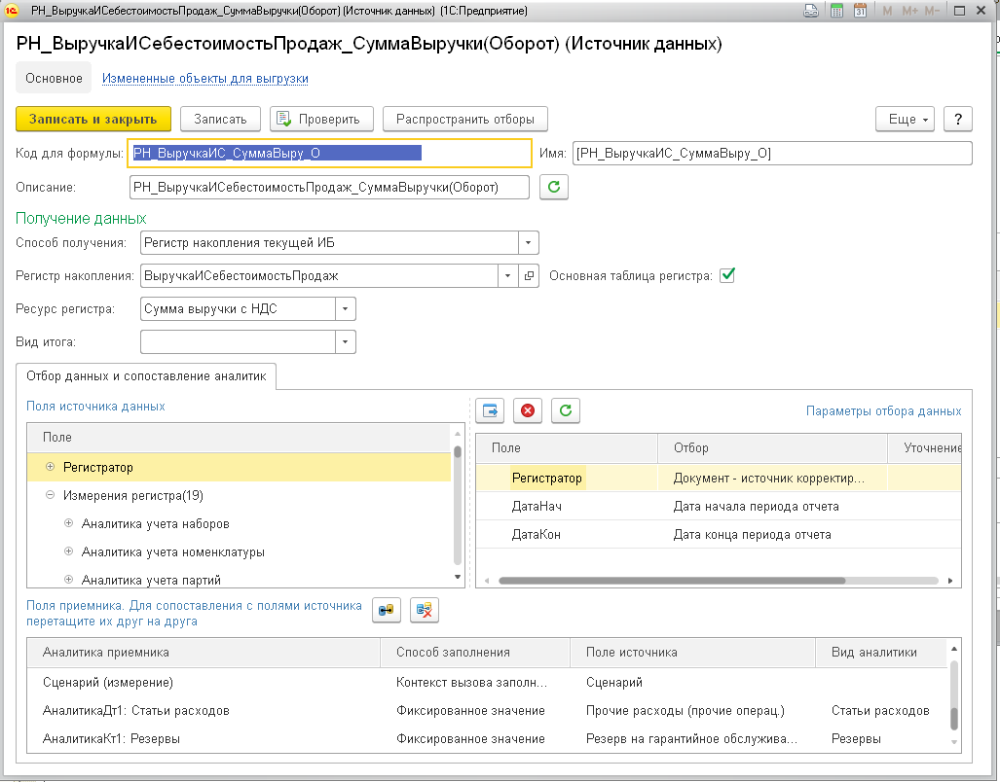 РН_ВыручкаИСебестоимостьПродаж_СуммаВыручки(Оборот) (Источник данных) (1С:Предприятие)
M M+ M-
РН_ВыручкаИСебестоимостьПродаж_СуммаВыручки(Оборот) (Источник данных)
Основное Измененные объекты для выгрузки
Записать и закрыть Записать Проверить Распространить отборы Еще ?
Код для формулы: РН_ВыручкаИС_СуммаВыру_О Имя: [РН_ВыручкаИС_СуммаВыру_О]
Описание: РН_ВыручкаИСебестоимостьПродаж_СуммаВыручки(Оборот)
Получение данных
Способ получения: Регистр накопления текущей ИБ
Регистр накопления: ВыручкаИСебестоимостьПродаж Основная таблица регистра:
Ресурс регистра: Сумма выручки с НДС
Вид итога:
Отбор данных и сопоставление аналитик
Поля источника данных Параметры отбора данных
Поле Поле Отбор Уточнение
Регистратор Регистратор Документ - источник корректир...
Измерения регистра(19) ДатаНач Дата начала периода отчета
Аналитика учета наборов ДатаКон Дата конца периода отчета
Аналитика учета номенклатуры
Аналитика учета партий
Поля приемника. Для сопоставления с полями источника
перетащите их друг на друга
Аналитика приемника Способ заполнения Поле источника Вид аналитики
Сценарий (измерение) Контекст вызова заполн... Сценарий
АналитикаДт1: Статьи расходов Фиксированное значение Прочие расходы (прочие операц.) Статьи расходов
АналитикаКт1: Резервы Фиксированное значение Резерв на гарантийное обслужива... Резервы